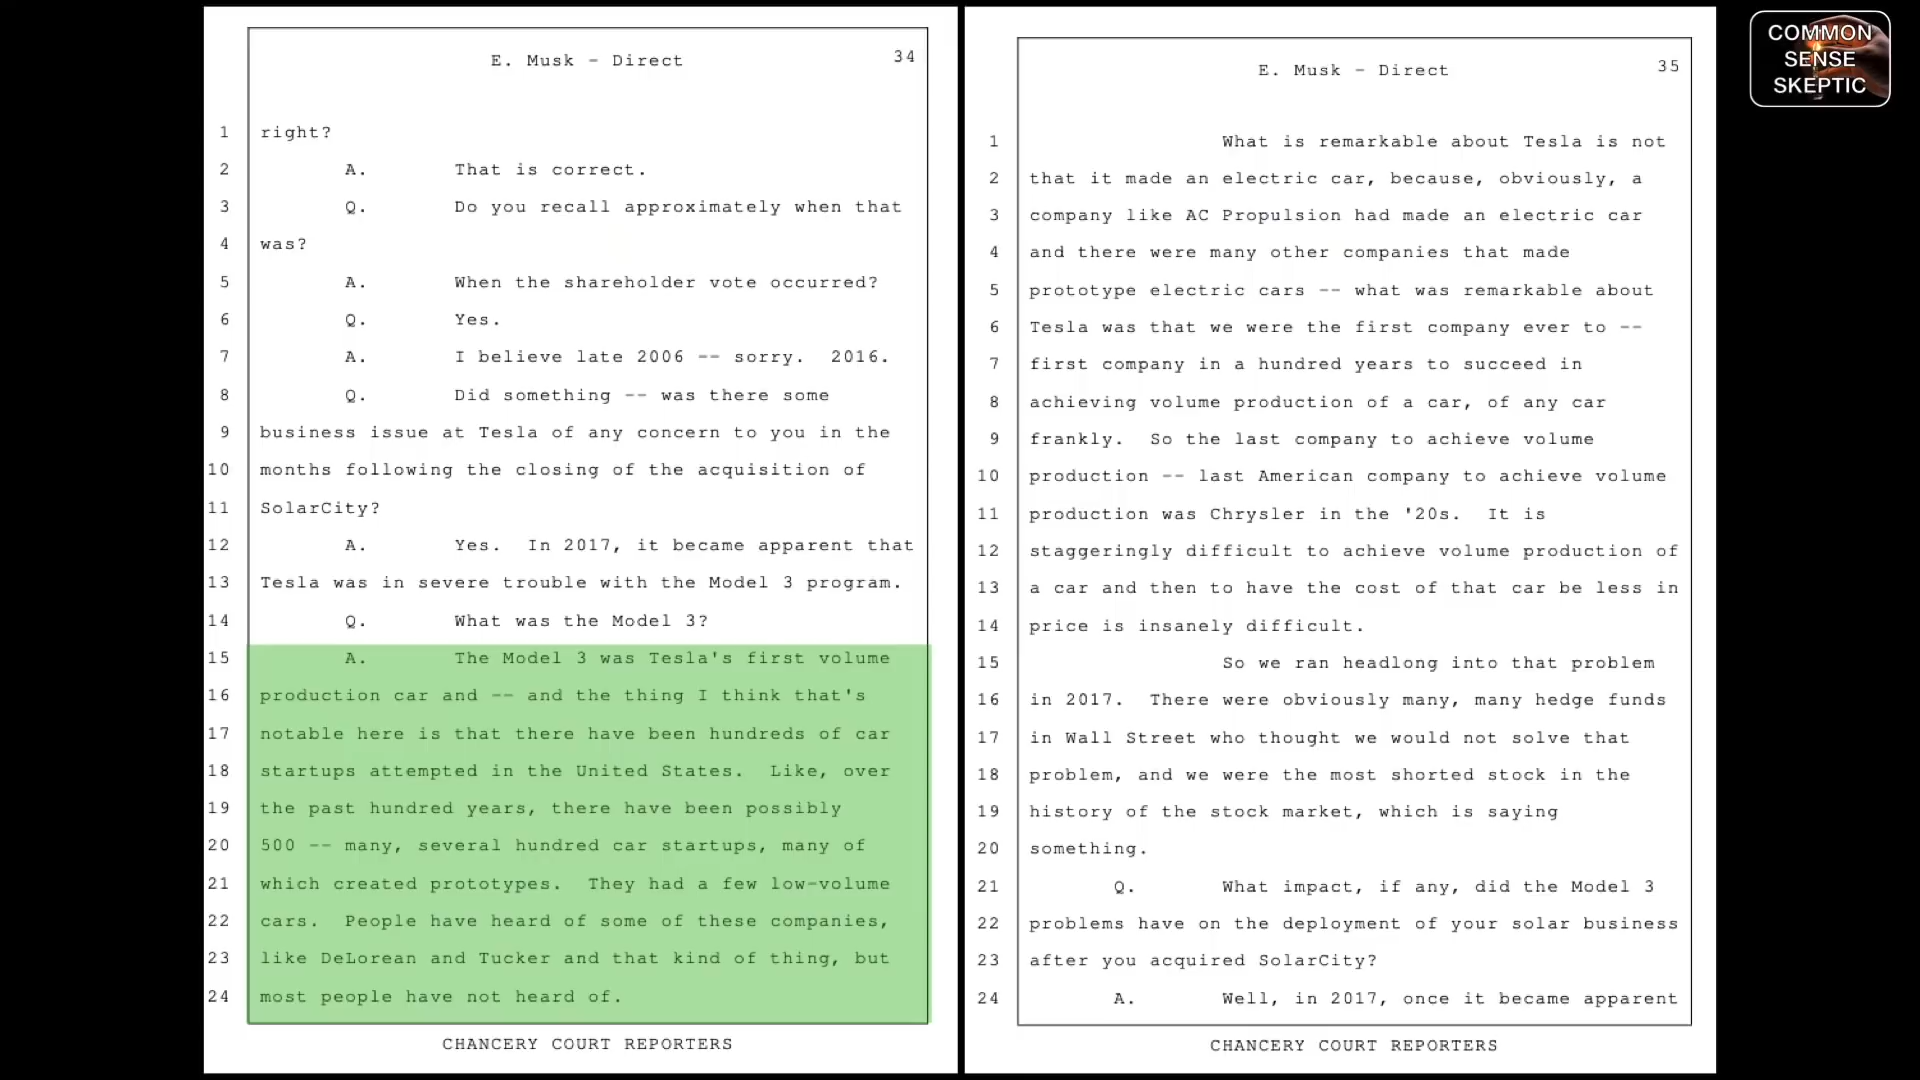 E. Musk - Direct 34
1 right?
2 A. That is correct.
3 Q. Do you recall approximately when that
4 was?
5 A. When the shareholder vote occurred?
6 Q. Yes.
7 A. I believe late 2006 -- sorry. 2016.
8 Q. Did something -- was there some
9 business issue at Tesla of any concern to you in the
10 months following the closing of the acquisition of
11 SolarCity?
12 A. Yes. In 2017, it became apparent that
13 Tesla was in severe trouble with the Model 3 program.
14 Q. What was the Model 3?
15 A. The Model 3 was Tesla's first volume
16 production car and -- and the thing I think that's
17 notable here is that there have been hundreds of car
18 startups attempted in the United States. Like, over
19 the past hundred years, there have been possibly
20 500 -- many, several hundred car startups, many of
21 which created prototypes. They had a few low-volume
22 cars. People have heard of some of these companies,
23 like DeLorean and Tucker and that kind of thing, but
24 most people have not heard of.
CHANCERY COURT REPORTERS
E. Musk - Direct 35
1 What is remarkable about Tesla is not
2 that it made an electric car, because, obviously, a
3 company like AC Propulsion had made an electric car
4 and there were many other companies that made
5 prototype electric cars -- what was remarkable about
6 Tesla was that we were the first company ever to --
7 first company in a hundred years to succeed in
8 achieving volume production of a car, of any car
9 frankly. So the last company to achieve volume
10 production -- last American company to achieve volume
11 production was Chrysler in the '20s. It is
12 staggeringly difficult to achieve volume production of
13 a car and then to have the cost of that car be less in
14 price is insanely difficult.
15 So we ran headlong into that problem
16 in 2017. There were obviously many, many hedge funds
17 in Wall Street who thought we would not solve that
18 problem, and we were the most shorted stock in the
19 history of the stock market, which is saying
20 something.
21 Q. What impact, if any, did the Model 3
22 problems have on the deployment of your solar business
23 after you acquired SolarCity?
24 A. Well, in 2017, once it became apparent
CHANCERY COURT REPORTERS
COMMON
SENSE
SKEPTIC